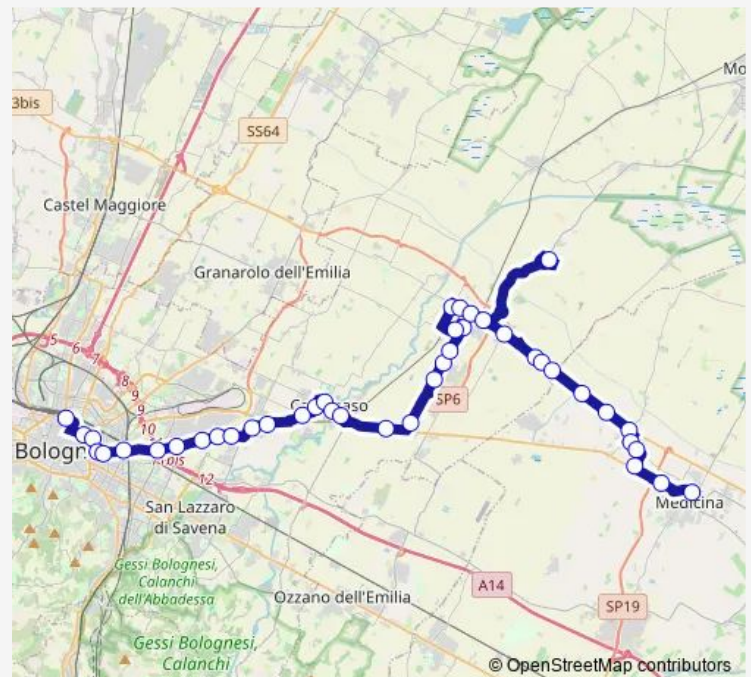 Mo
3bis
SS64
Castel Maggiore
Granarolo dell'Emilia
5
6
7
8
9
9
10
SP6
Bologn
bis
12
San Lazzaro
di Savena
Medicina
Gessi Bolognesi,
Calanchi
dell'Abbadessa
A14
Ozzano dell'Emilia
SP19
Gessi Bolognesi,
Calanchi
© OpenStreetMap contributors